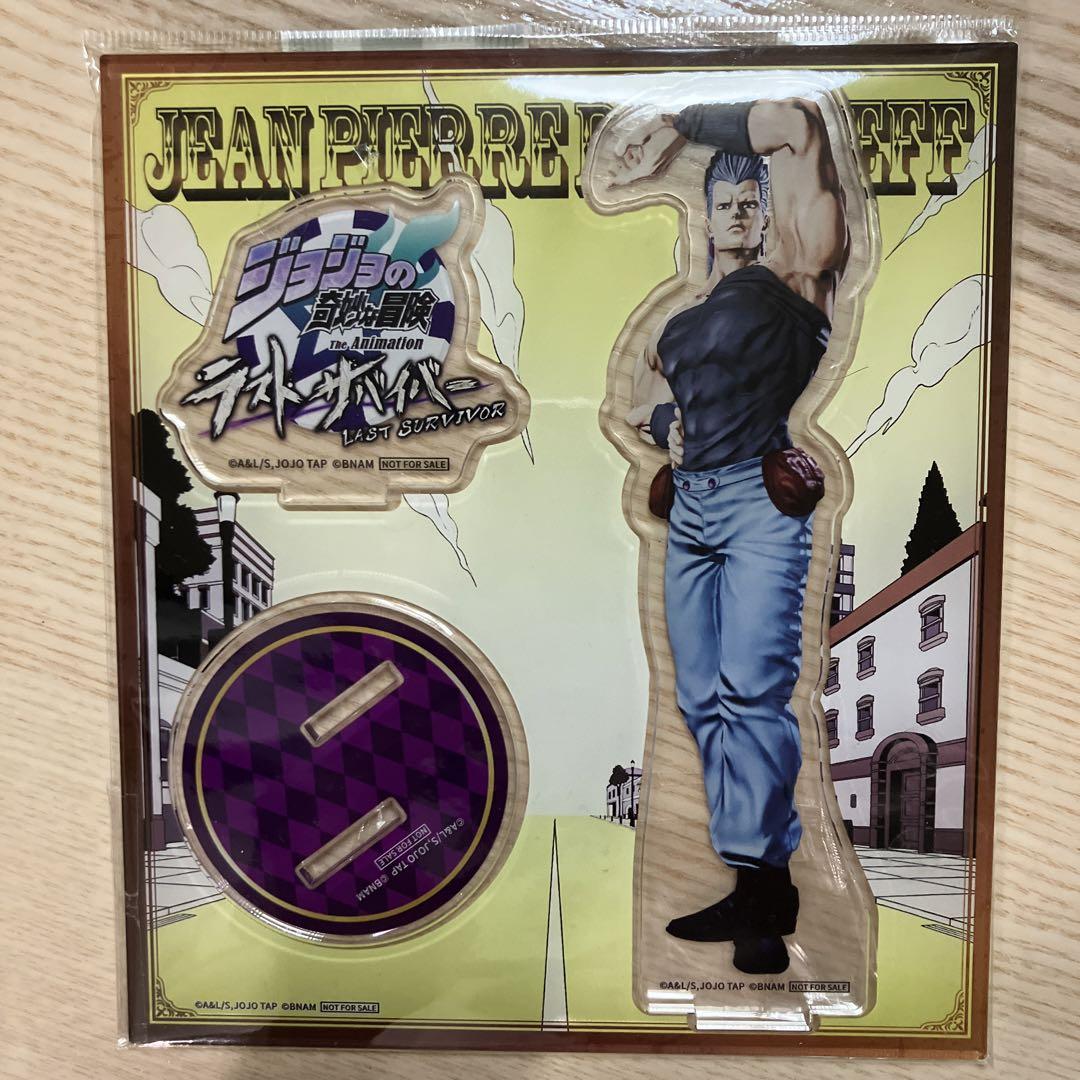 JEAN PIERRE P EFF
ジョジョの
奇妙な冒険
The Animation
ラストサバイバー
LAST SURVIVOR
©A&L/S,JOJO TAP ©BNAM NOT FOR SALE
©A&L/S,JOJO TAP ©BNAM
NOT FOR SALE
©A&L/S,JOJO TAP ©BNAM NOT FOR SALE
©A&L/S,JOJO TAP ©BNAM NOT FOR SALE